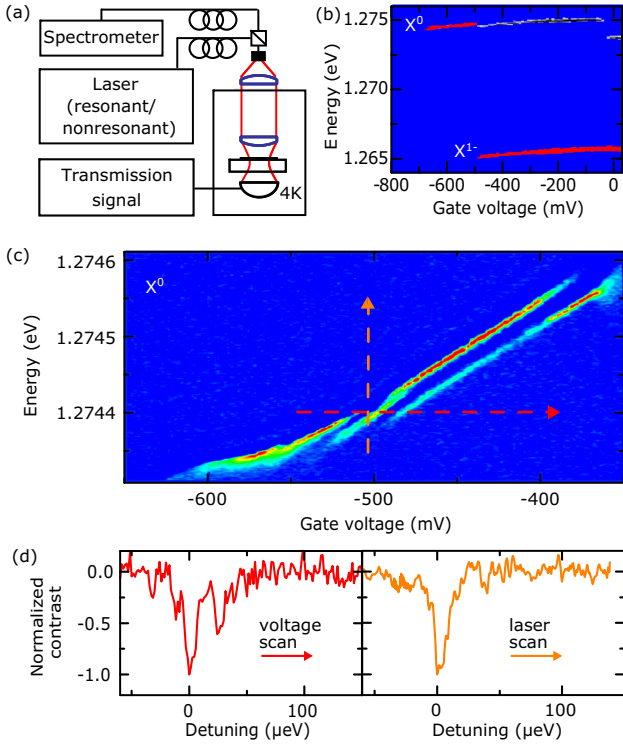 (a)
Spectrometer
Laser
(resonant/
nonresonant)
Transmission
signal
4K
(b)
1.275
1.270
1.265
Energy (eV)
X⁰
X¹⁻
-800 -600 -400 -200 0
Gate voltage (mV)
(c)
1.2746
1.2745
1.2744
Energy (eV)
X⁰
-600 -500 -400
Gate voltage (mV)
(d)
0.0
-0.5
-1.0
Normalized
contrast
voltage
scan
0 100
Detuning (μeV)
laser
scan
0 100
Detuning (μeV)